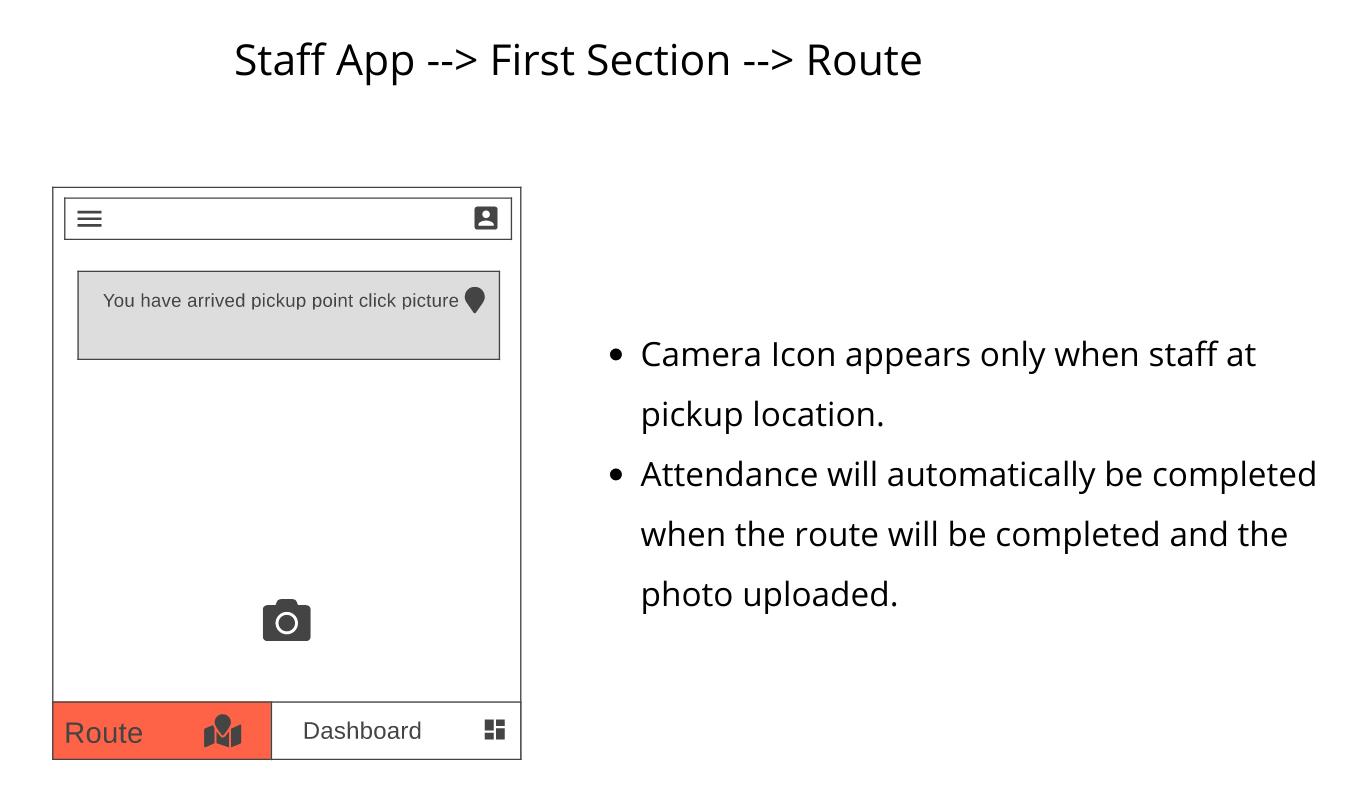 Staff App --> First Section --> Route
You have arrived pickup point click picture
• Camera Icon appears only when staff at
pickup location.
• Attendance will automatically be completed
when the route will be completed and the
photo uploaded.
Route
Dashboard